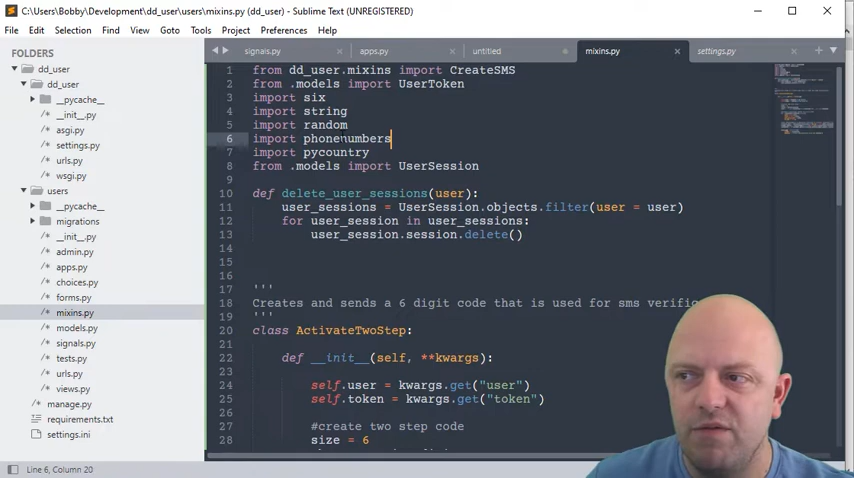 C:\Users\Bobby\Development\dd_user\users\mixins.py (dd_user) - Sublime Text (UNREGISTERED)
File Edit Selection Find View Goto Tools Project Preferences Help
FOLDERS
dd_user
dd_user
__pycache__
__init__.py
asgi.py
settings.py
urls.py
wsgi.py
users
__pycache__
migrations
__init__.py
admin.py
apps.py
choices.py
forms.py
mixins.py
models.py
signals.py
tests.py
urls.py
views.py
manage.py
requirements.txt
settings.ini
signals.py apps.py untitled mixins.py settings.py
1 from dd_user.mixins import CreateSMS
2 from .models import UserToken
3 import six
4 import string
5 import random
6 import phonenumbers
7 import pycountry
8 from .models import UserSession
9
10 def delete_user_sessions(user):
11 user_sessions = UserSession.objects.filter(user = user)
12 for user_session in user_sessions:
13 user_session.session.delete()
14
15
16
17 '''
18 Creates and sends a 6 digit code that is used for sms verific
19 '''
20 class ActivateTwoStep:
21
22 def __init__(self, **kwargs):
23
24 self.user = kwargs.get("user")
25 self.token = kwargs.get("token")
26
27 #create two step code
28 size = 6
Line 6, Column 20